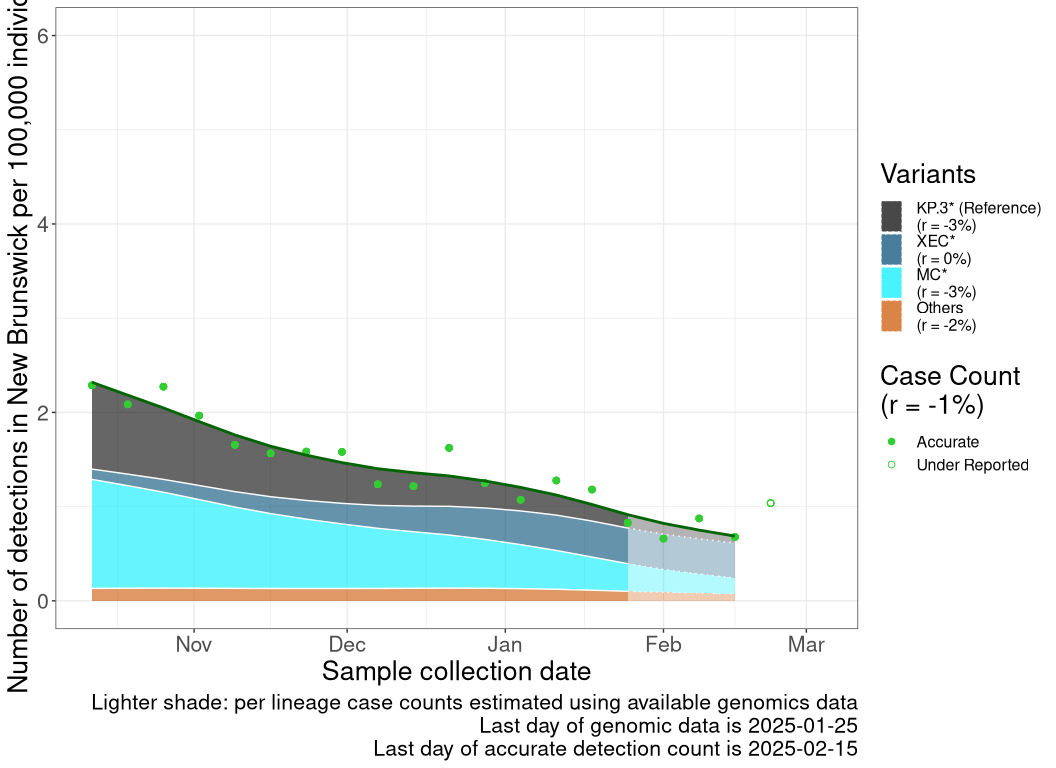 Number of detections in New Brunswick per 100,000
6
4
2
0
Nov Dec Jan Feb Mar
Sample collection date
Lighter shade: per lineage case counts estimated using available genomics data
Last day of genomic data is 2025-01-25
Last day of accurate detection count is 2025-02-15
Variants
KP.3* (Reference)
(r = -3%)
XEC*
(r = 0%)
MC*
(r = -3%)
Others
(r = -2%)
Case Count
(r = -1%)
Accurate
Under Reported